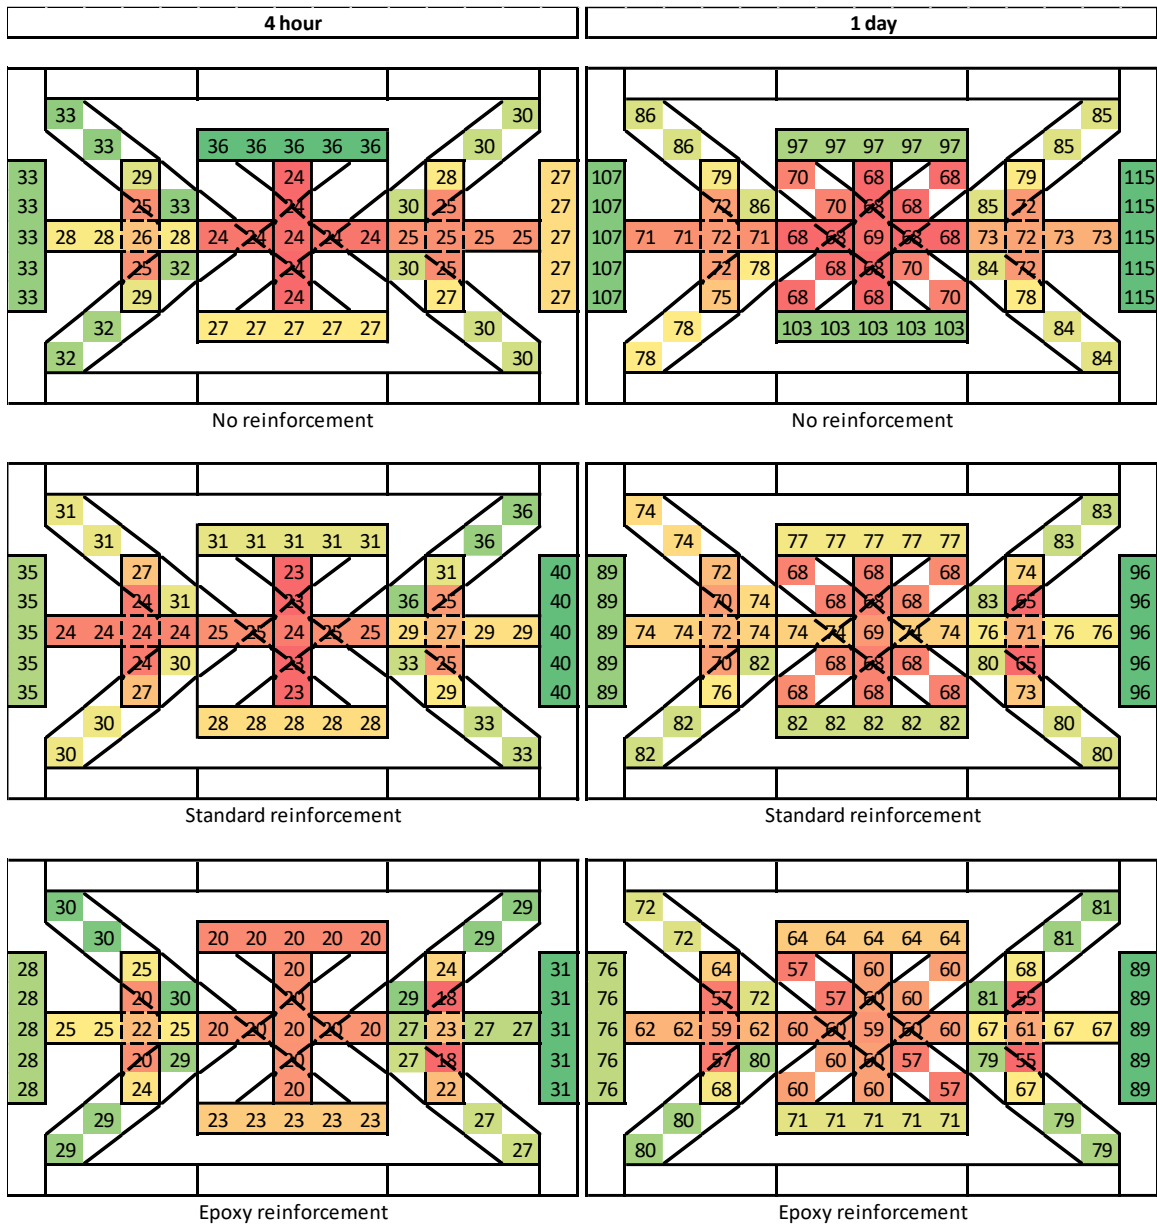 4 hour
1 day
33 30
33 36 36 36 36 36 30
33 29 24 28 27
33 25 33 24 30 25 27
33 28 28 26 28 24 24 24 24 24 25 25 25 25 27
33 25 32 24 30 25 27
33 29 24 27 27
32 27 27 27 27 27 30
32 30
No reinforcement
86 85
86 97 97 97 97 97 85
107 79 70 68 68 79 115
107 72 86 70 68 68 85 72 115
107 71 71 72 71 68 68 69 68 68 73 72 73 73 115
107 72 78 68 68 70 84 72 115
107 75 68 68 70 78 115
78 103 103 103 103 103 84
78 84
No reinforcement
31 36
31 31 31 31 31 31 36
35 27 23 31 40
35 24 31 23 36 25 40
35 24 24 24 24 25 25 24 25 25 29 27 29 29 40
35 24 30 23 33 25 40
35 27 23 29 40
30 28 28 28 28 28 33
30 33
Standard reinforcement
74 83
74 77 77 77 77 77 83
89 72 68 68 68 74 96
89 70 74 68 68 68 83 65 96
89 74 74 72 74 74 74 69 74 74 76 71 76 76 96
89 70 82 68 68 68 80 65 96
89 76 68 68 68 73 96
82 82 82 82 82 82 80
82 80
Standard reinforcement
30 29
30 20 20 20 20 20 29
28 25 20 24 31
28 20 30 20 29 18 31
28 25 25 22 25 20 20 20 20 20 27 23 27 27 31
28 20 29 20 27 18 31
28 24 20 22 31
29 23 23 23 23 23 27
29 27
Epoxy reinforcement
72 81
72 64 64 64 64 64 81
76 64 57 60 60 68 89
76 57 72 57 60 60 81 55 89
76 62 62 59 62 60 60 59 60 60 67 61 67 67 89
76 57 80 60 60 57 79 55 89
76 68 60 60 57 67 89
80 71 71 71 71 71 79
80 79
Epoxy reinforcement